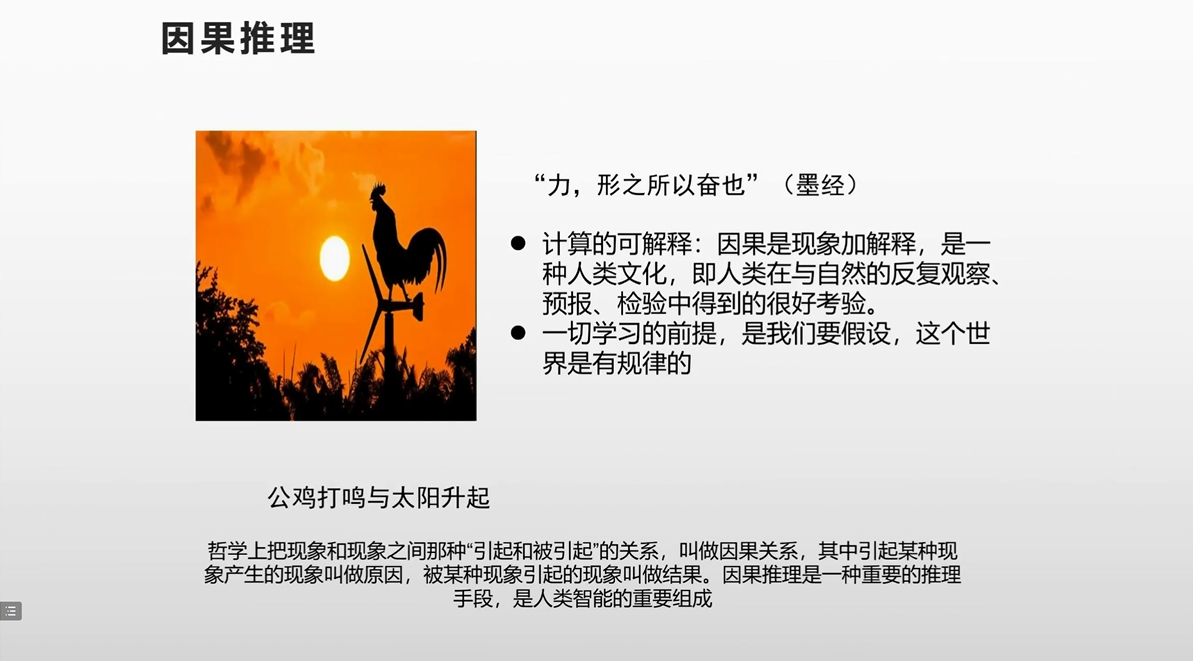 因果推理
“力，形之所以奋也”（墨经）
● 计算的可解释：因果是现象加解释，是一
种人类文化，即人类在与自然的反复观察、
预报、检验中得到的很好考验。
● 一切学习的前提，是我们要假设，这个世
界是有规律的
公鸡打鸣与太阳升起
哲学上把现象和现象之间那种“引起和被引起”的关系，叫做因果关系，其中引起某种现
象产生的现象叫做原因，被某种现象引起的现象叫做结果。因果推理是一种重要的推理
手段，是人类智能的重要组成